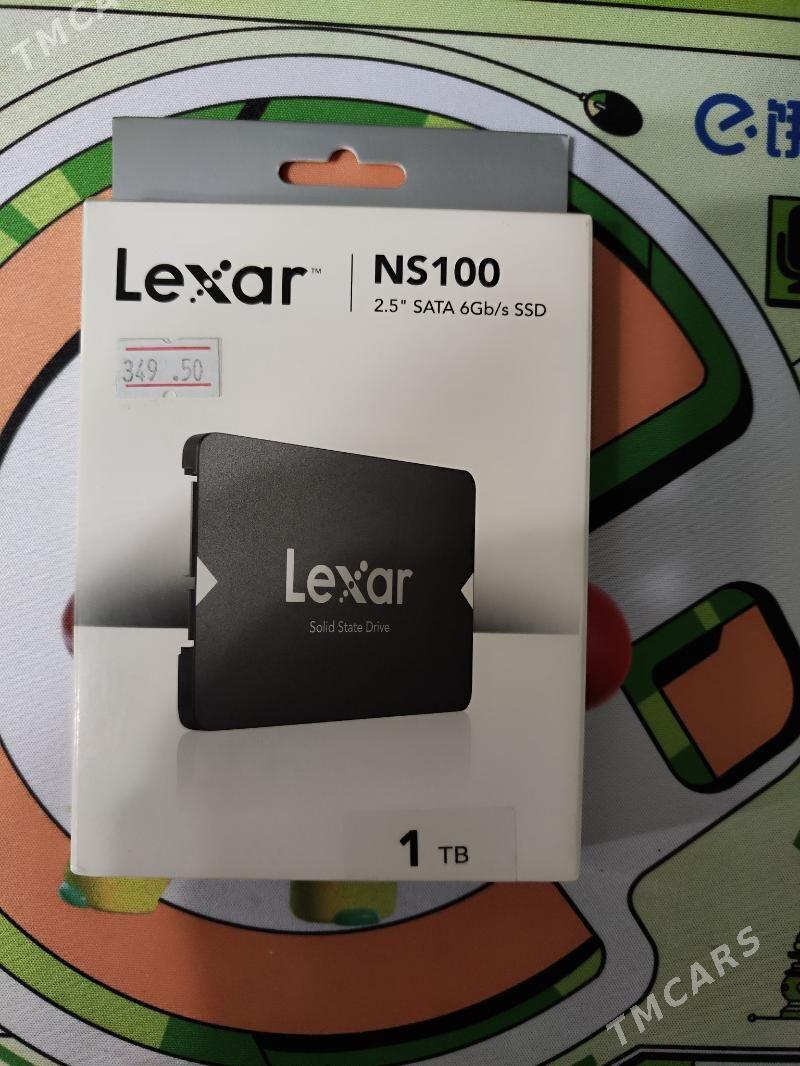 TMCARS
e
Lexar™
NS100
2.5" SATA 6Gb/s SSD
349 .50
Lexar
Solid State Drive
1 TB
TMCARS